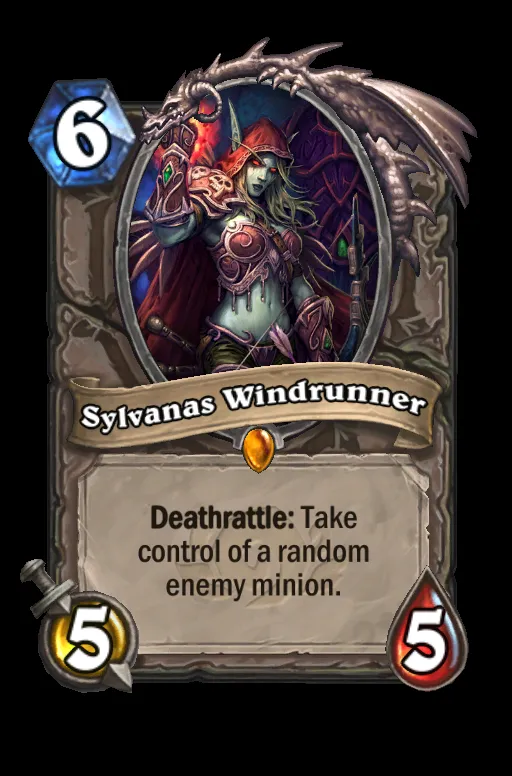 6
Sylvanas Windrunner
Deathrattle: Take
control of a random
enemy minion.
5
5